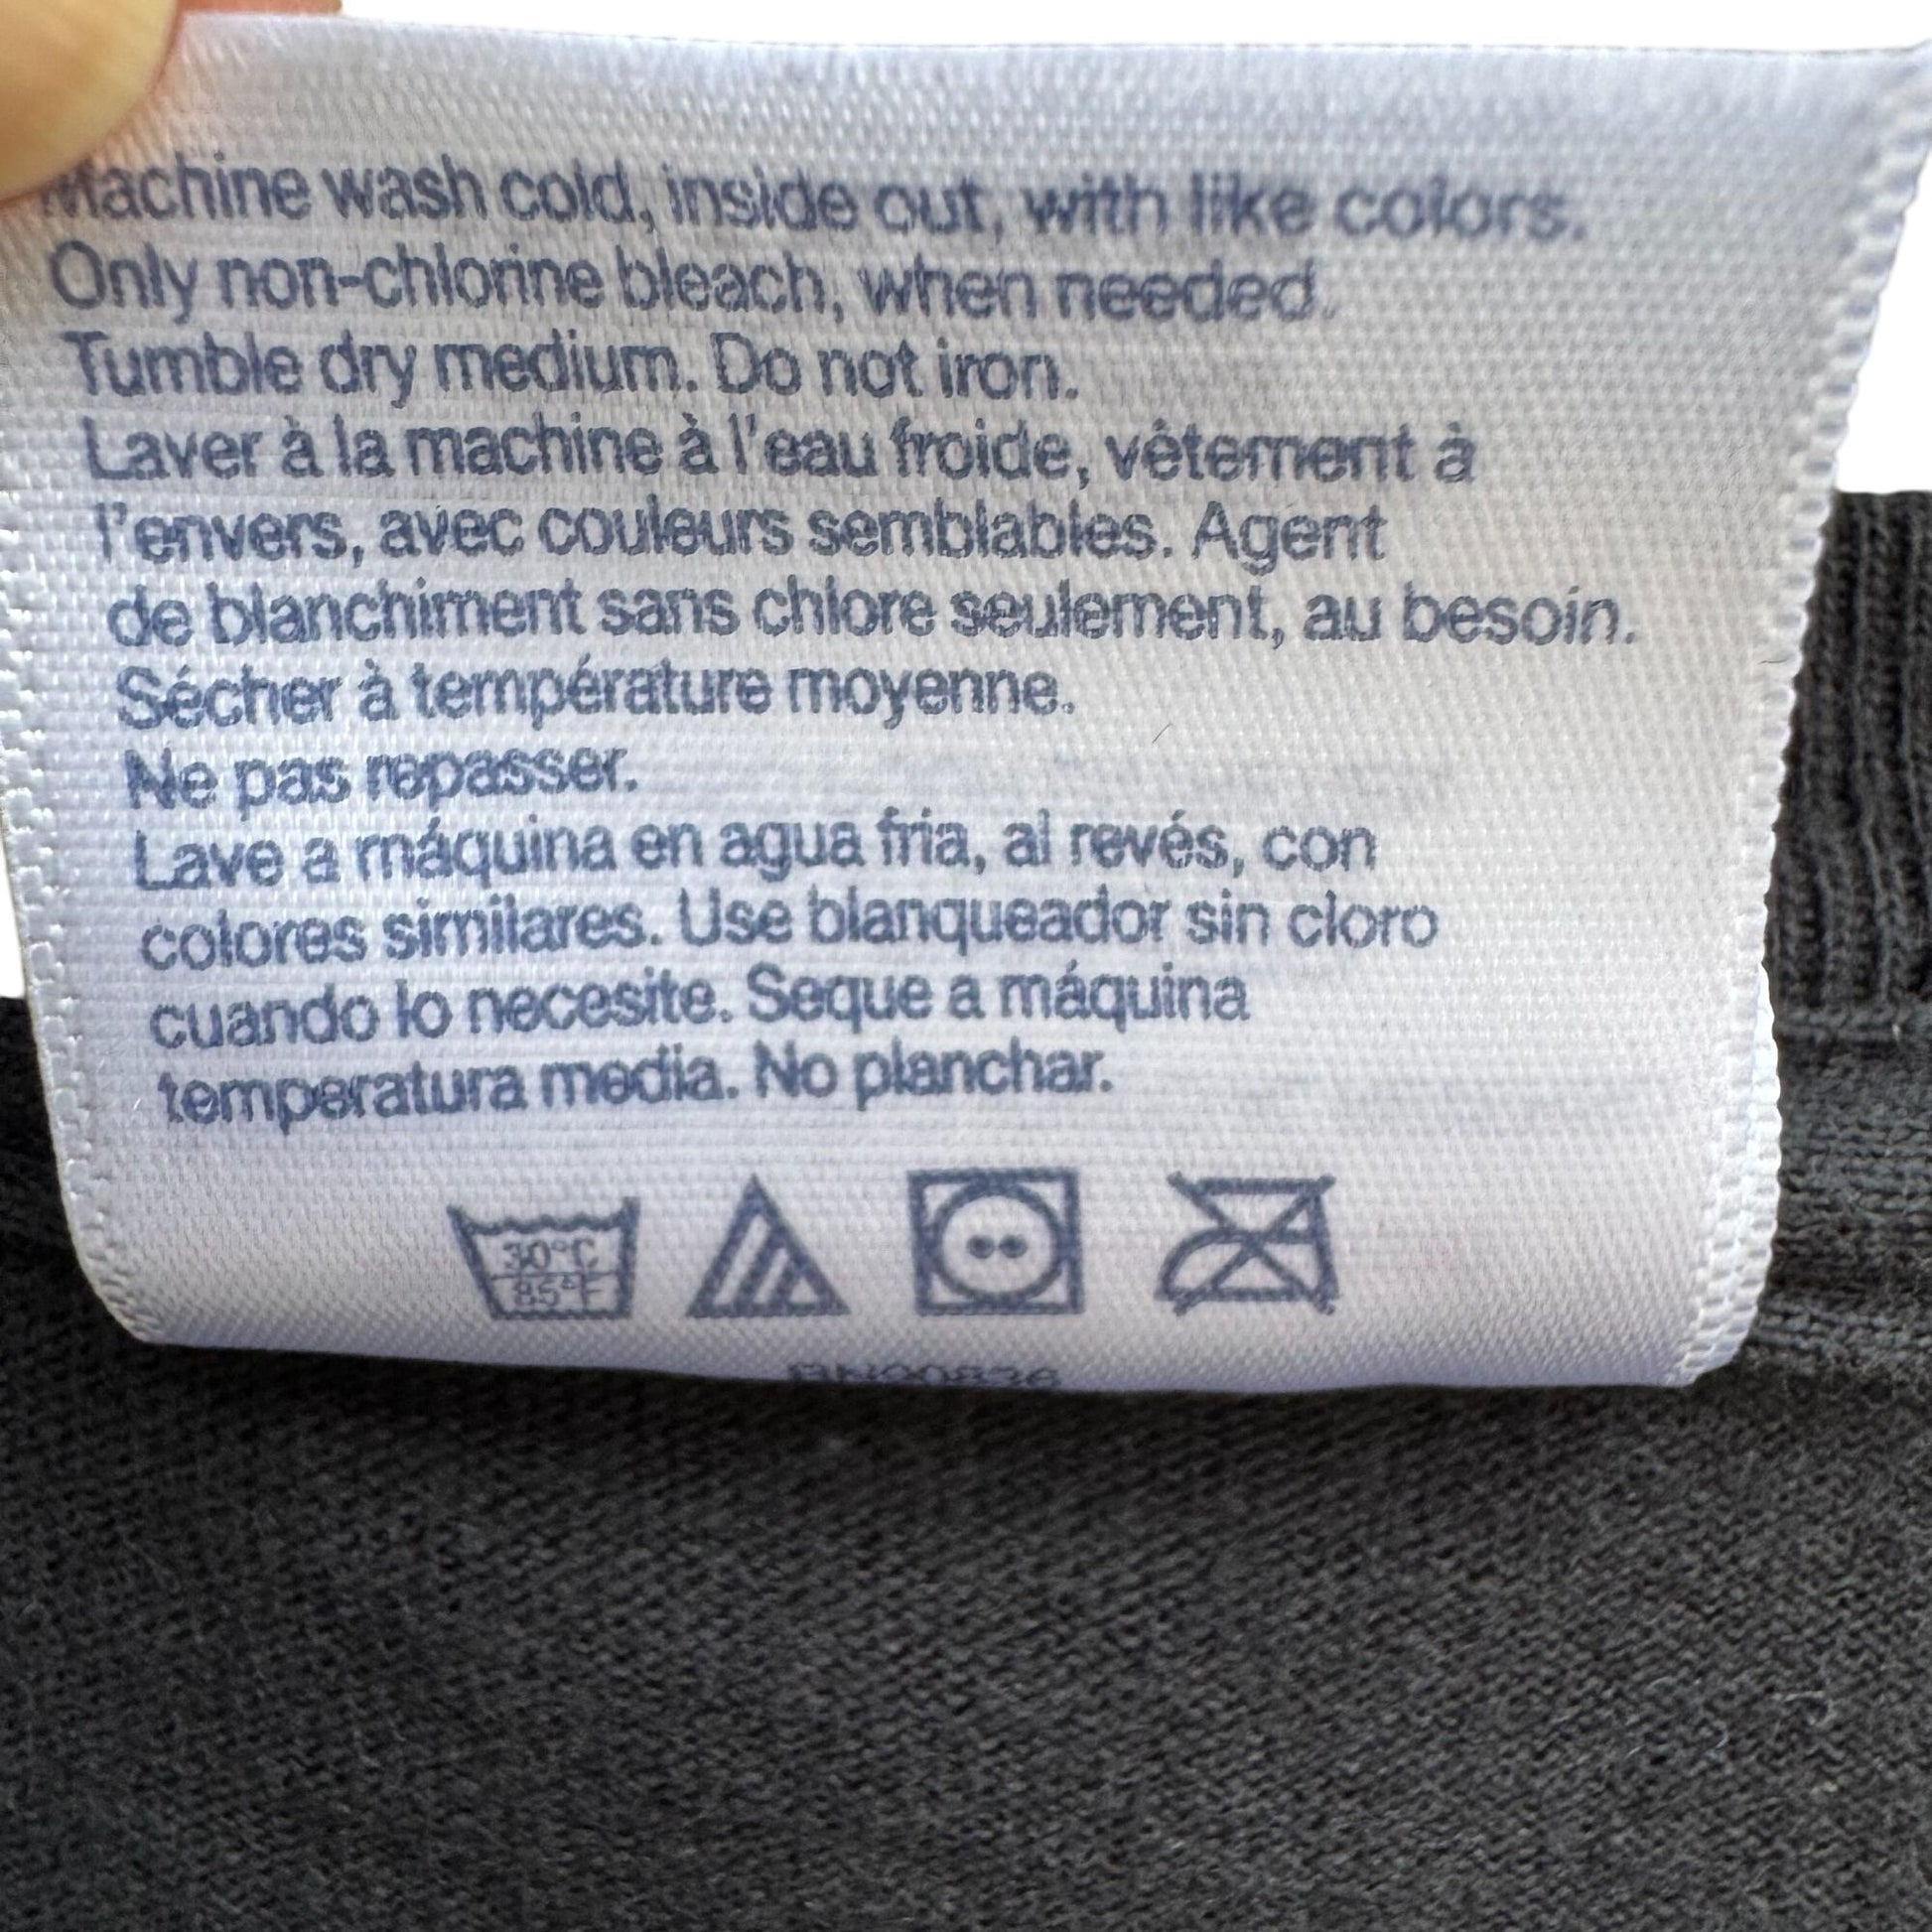 Machine wash cold, inside out, with like colors.
Only non-chlorine bleach, when needed.
Tumble dry medium. Do not iron.
Laver à la machine à l'eau froide, vêtement à
l'envers, avec couleurs semblables. Agent
de blanchiment sans chlore seulement, au besoin.
Sécher à température moyenne.
Ne pas repasser.
Lave a máquina en agua fria, al revés, con
colores similares. Use blanqueador sin cloro
cuando lo necesite. Seque a máquina
temperatura media. No planchar.
30°C
85°F